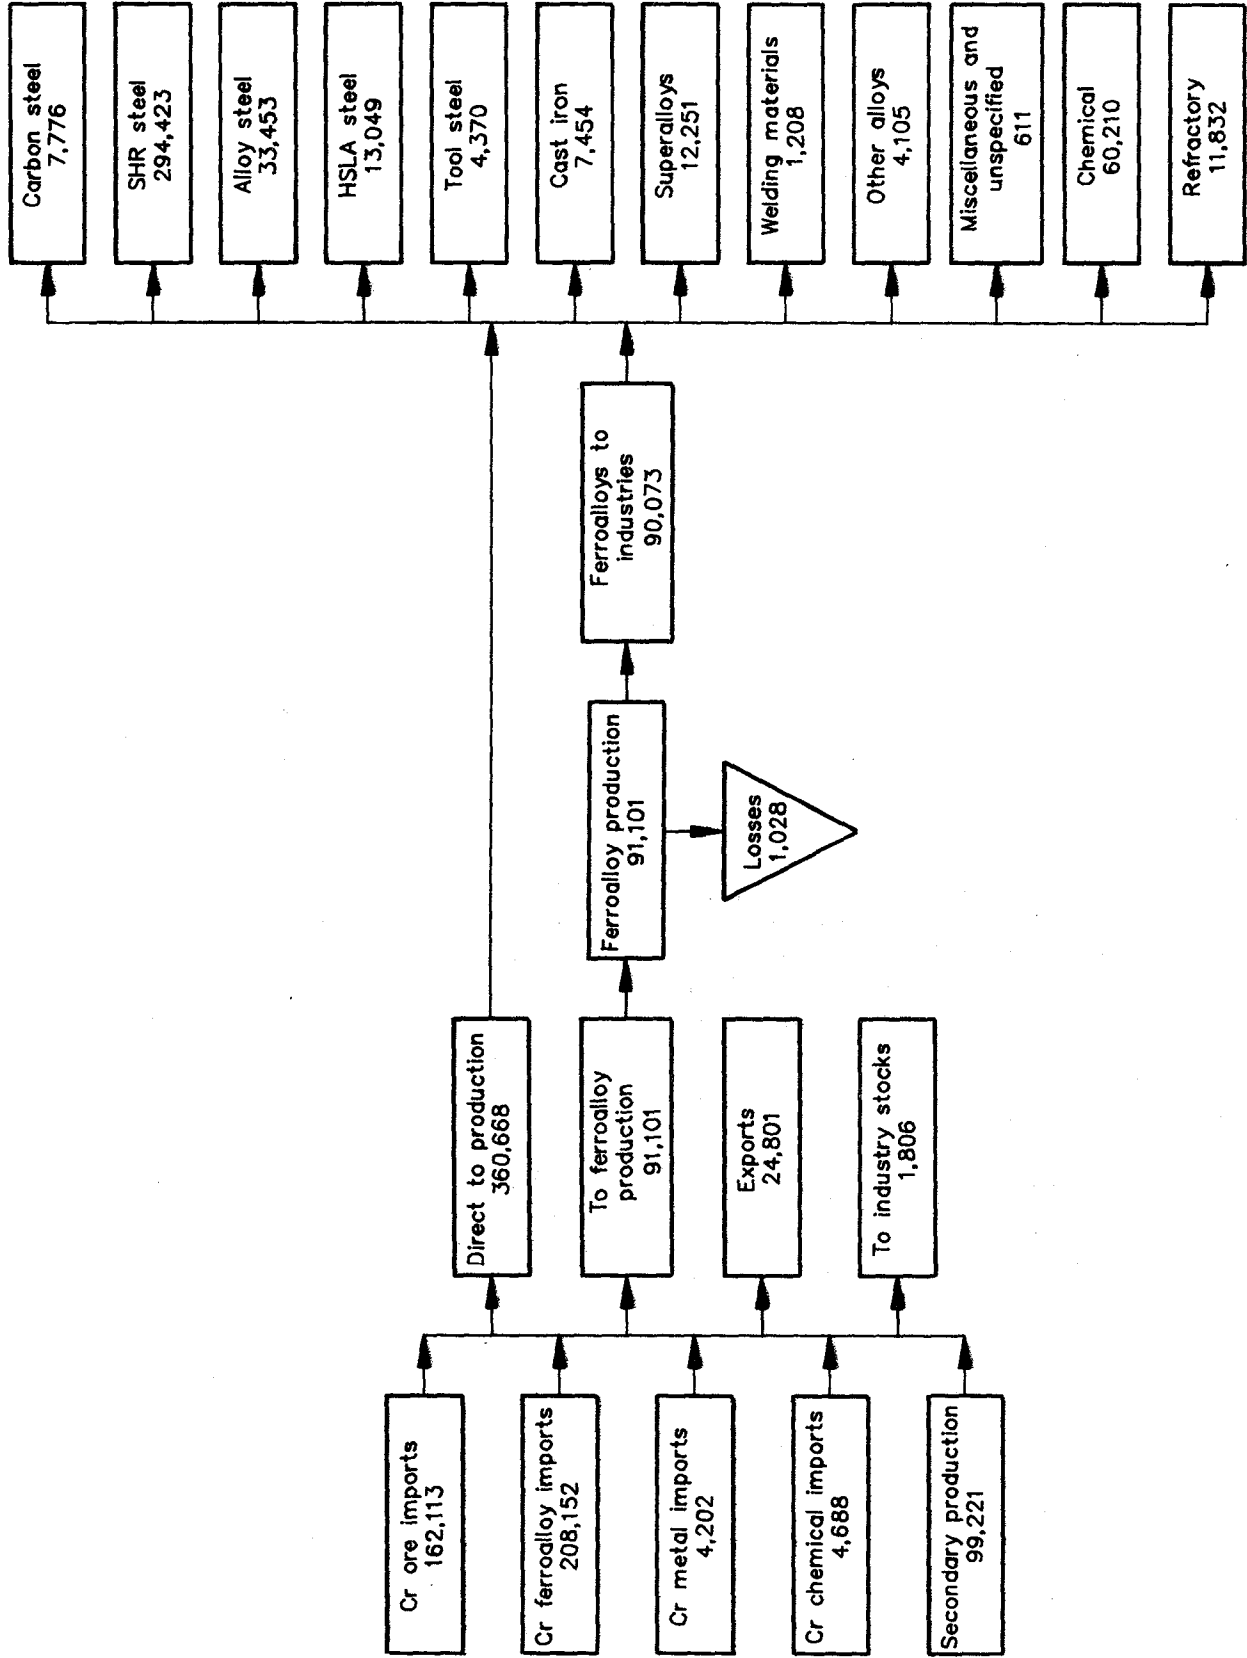 Cr ore imports
162,113
Cr ferroalloy imports
208,152
Cr metal imports
4,202
Cr chemical imports
4,688
Secondary production
99,221
Direct to production
360,668
To ferroalloy
production
91,101
Exports
24,801
To industry stocks
1,806
Ferroalloy production
91,101
Losses
1,028
Ferroalloys to
industries
90,073
Carbon steel
7,776
SHR steel
294,423
Alloy steel
33,453
HSLA steel
13,049
Tool steel
4,370
Cast iron
7,454
Superalloys
12,251
Welding materials
1,208
Other alloys
4,105
Miscellaneous and
unspecified
611
Chemical
60,210
Refractory
11,832